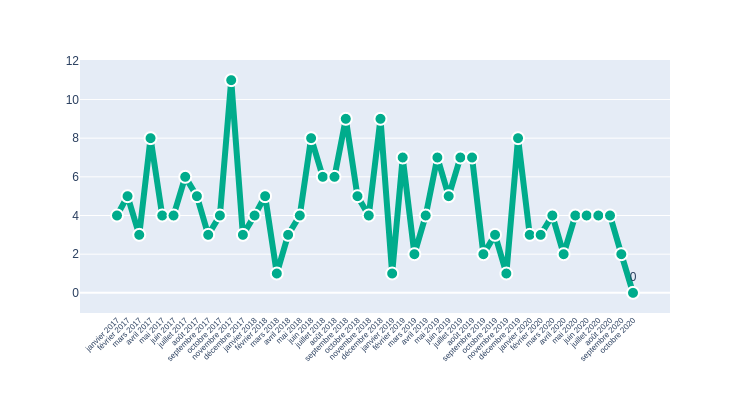 12
10
8
6
4
2
0
0
janvier 2017
février 2017
mars 2017
avril 2017
mai 2017
juin 2017
juillet 2017
août 2017
septembre 2017
octobre 2017
novembre 2017
décembre 2017
janvier 2018
février 2018
mars 2018
avril 2018
mai 2018
juin 2018
juillet 2018
août 2018
septembre 2018
octobre 2018
novembre 2018
décembre 2018
janvier 2019
février 2019
mars 2019
avril 2019
mai 2019
juin 2019
juillet 2019
août 2019
septembre 2019
octobre 2019
novembre 2019
décembre 2019
janvier 2020
février 2020
mars 2020
avril 2020
mai 2020
juin 2020
juillet 2020
août 2020
septembre 2020
octobre 2020